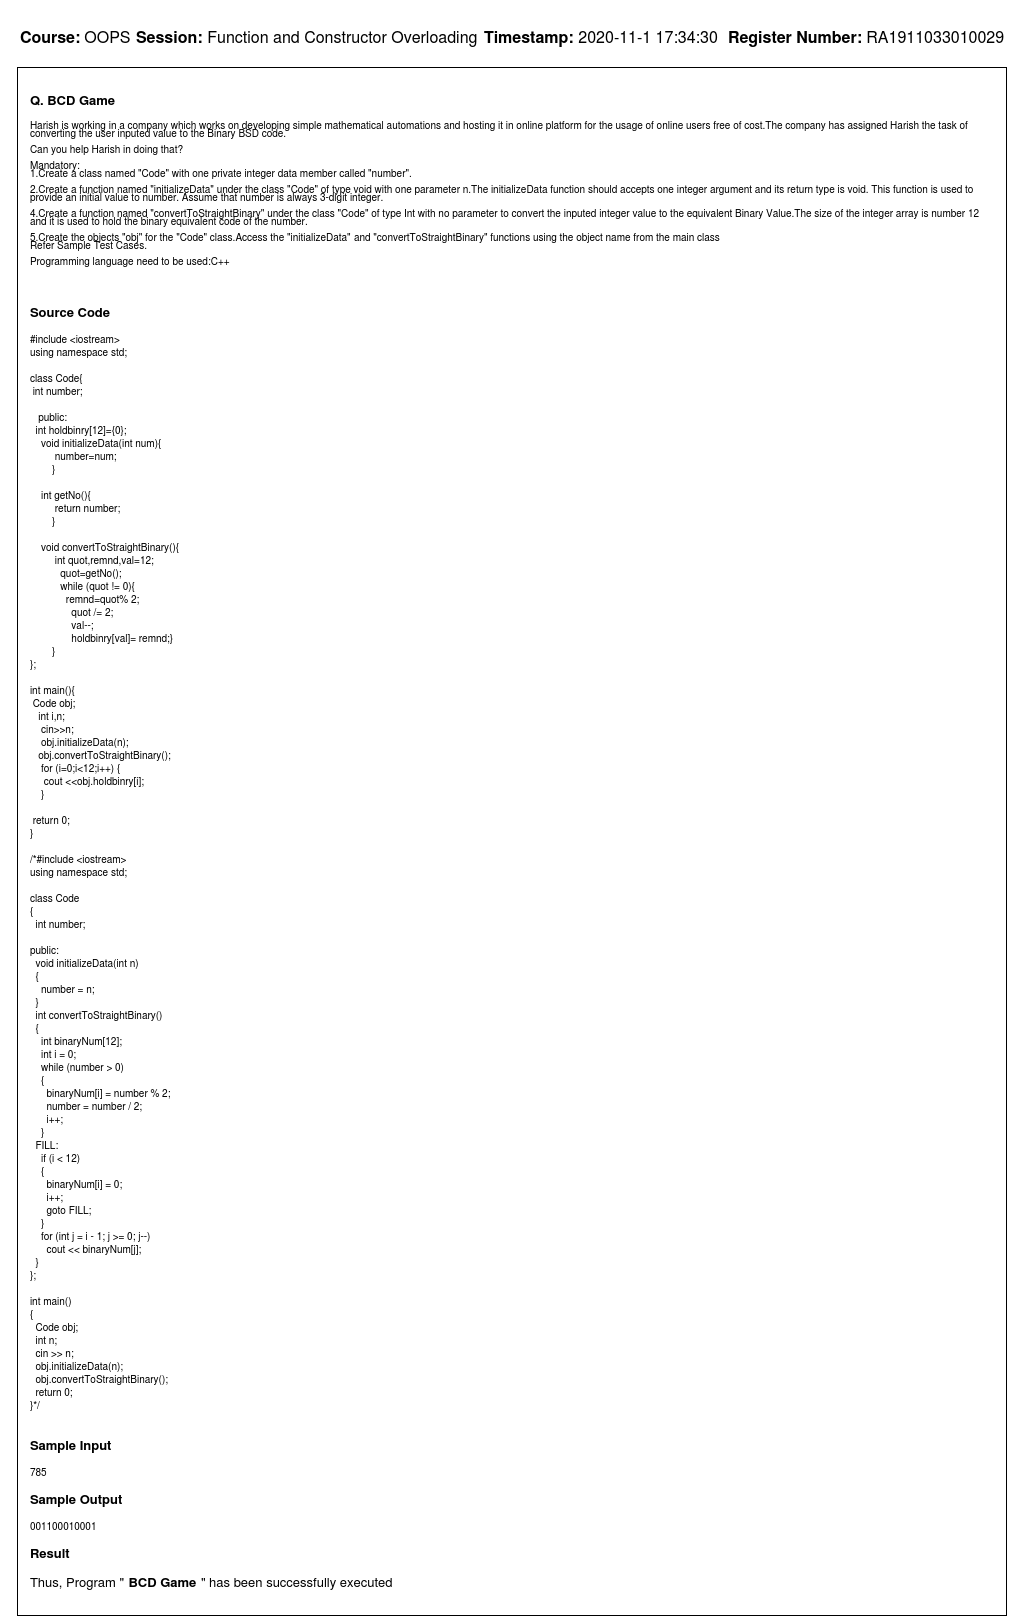 Course: OOPS Session: Function and Constructor Overloading Timestamp: 2020-11-1 17:34:30 Register Number: RA1911033010029
Q. BCD Game
Harish is working in a company which works on developing simple mathematical automations and hosting it in online platform for the usage of online users free of cost.The company has assigned Harish the task of
converting the user inputed value to the Binary BSD code.
Can you help Harish in doing that?
Mandatory:
1.Create a class named "Code" with one private integer data member called "number".
2.Create a function named "initializeData" under the class "Code" of type void with one parameter n.The initializeData function should accepts one integer argument and its return type is void. This function is used to
provide an initial value to number. Assume that number is always 3-digit integer.
4.Create a function named "convertToStraightBinary" under the class "Code" of type Int with no parameter to convert the inputed integer value to the equivalent Binary Value.The size of the integer array is number 12
and it is used to hold the binary equivalent code of the number.
5.Create the objects "obj" for the "Code" class.Access the "initializeData" and "convertToStraightBinary" functions using the object name from the main class
Refer Sample Test Cases.
Programming language need to be used:C++
Source Code
#include <iostream>
using namespace std;
class Code{
int number;
public:
int holdbinry[12]={0};
void initializeData(int num){
number=num;
}
int getNo(){
return number;
}
void convertToStraightBinary(){
int quot,remnd,val=12;
quot=getNo();
while (quot != 0){
remnd=quot% 2;
quot /= 2;
val--;
holdbinry[val]= remnd;}
}
};
int main(){
Code obj;
int i,n;
cin>>n;
obj.initializeData(n);
obj.convertToStraightBinary();
for (i=0;i<12;i++) {
cout <<obj.holdbinry[i];
}
return 0;
}
/*#include <iostream>
using namespace std;
class Code
{
int number;
public:
void initializeData(int n)
{
number = n;
}
int convertToStraightBinary()
{
int binaryNum[12];
int i = 0;
while (number > 0)
{
binaryNum[i] = number % 2;
number = number / 2;
i++;
}
FILL:
if (i < 12)
{
binaryNum[i] = 0;
i++;
goto FILL;
}
for (int j = i - 1; j >= 0; j--)
cout << binaryNum[j];
}
};
int main()
{
Code obj;
int n;
cin >> n;
obj.initializeData(n);
obj.convertToStraightBinary();
return 0;
}*/
Sample Input
785
Sample Output
001100010001
Result
Thus, Program " BCD Game " has been successfully executed